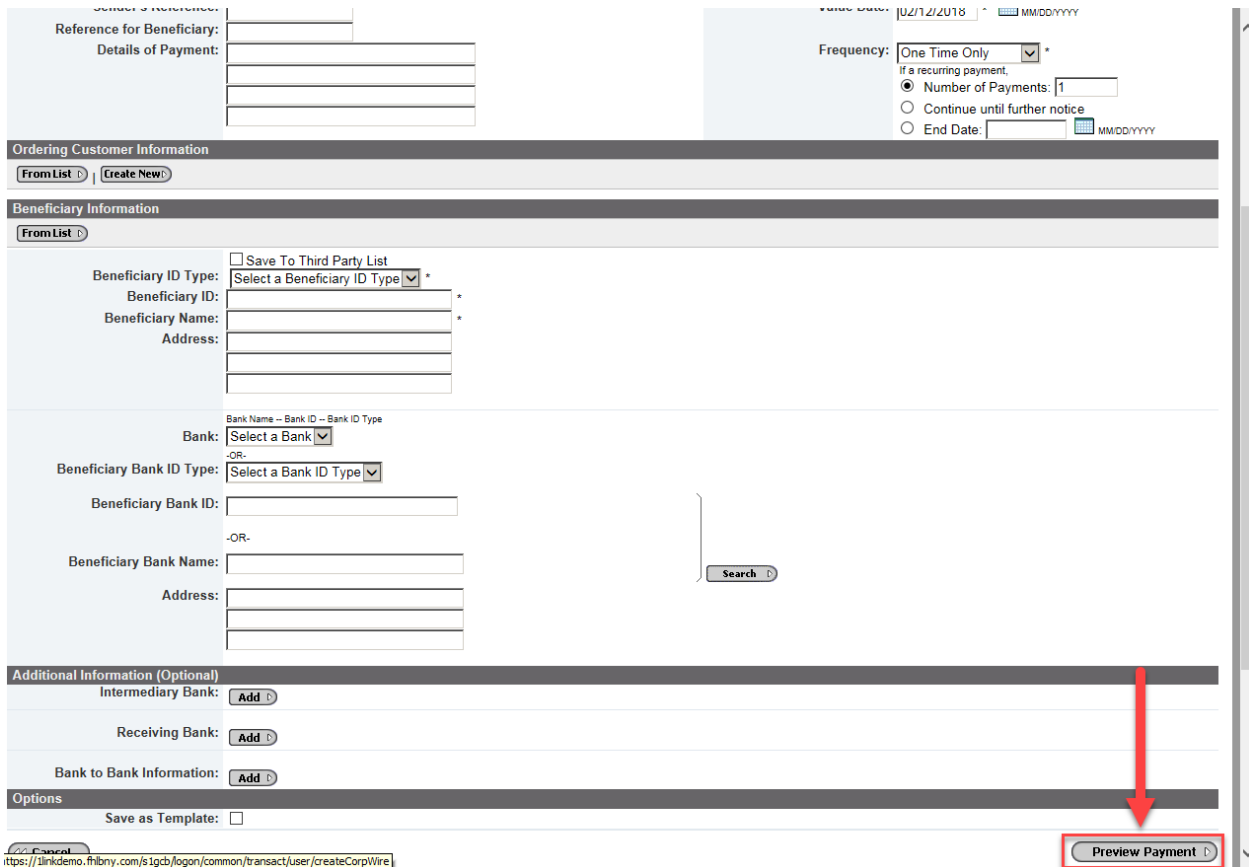 Sender's Reference:
Value Date: 02/12/2018 * MM/DD/YYYY
Reference for Beneficiary:
Details of Payment:
Frequency: One Time Only *
If a recurring payment,
Number of Payments: 1
Continue until further notice
End Date: MM/DD/YYYY
Ordering Customer Information
From List | Create New
Beneficiary Information
From List
Save To Third Party List
Beneficiary ID Type: Select a Beneficiary ID Type *
Beneficiary ID: *
Beneficiary Name: *
Address:
Bank Name -- Bank ID -- Bank ID Type
Bank: Select a Bank
-OR-
Beneficiary Bank ID Type: Select a Bank ID Type
Beneficiary Bank ID:
-OR-
Beneficiary Bank Name:
Search
Address:
Additional Information (Optional)
Intermediary Bank: Add
Receiving Bank: Add
Bank to Bank Information: Add
Options
Save as Template:
Cancel
Preview Payment
https://1linkdemo.fhlbny.com/s1gcb/logon/common/transact/user/createCorpWire